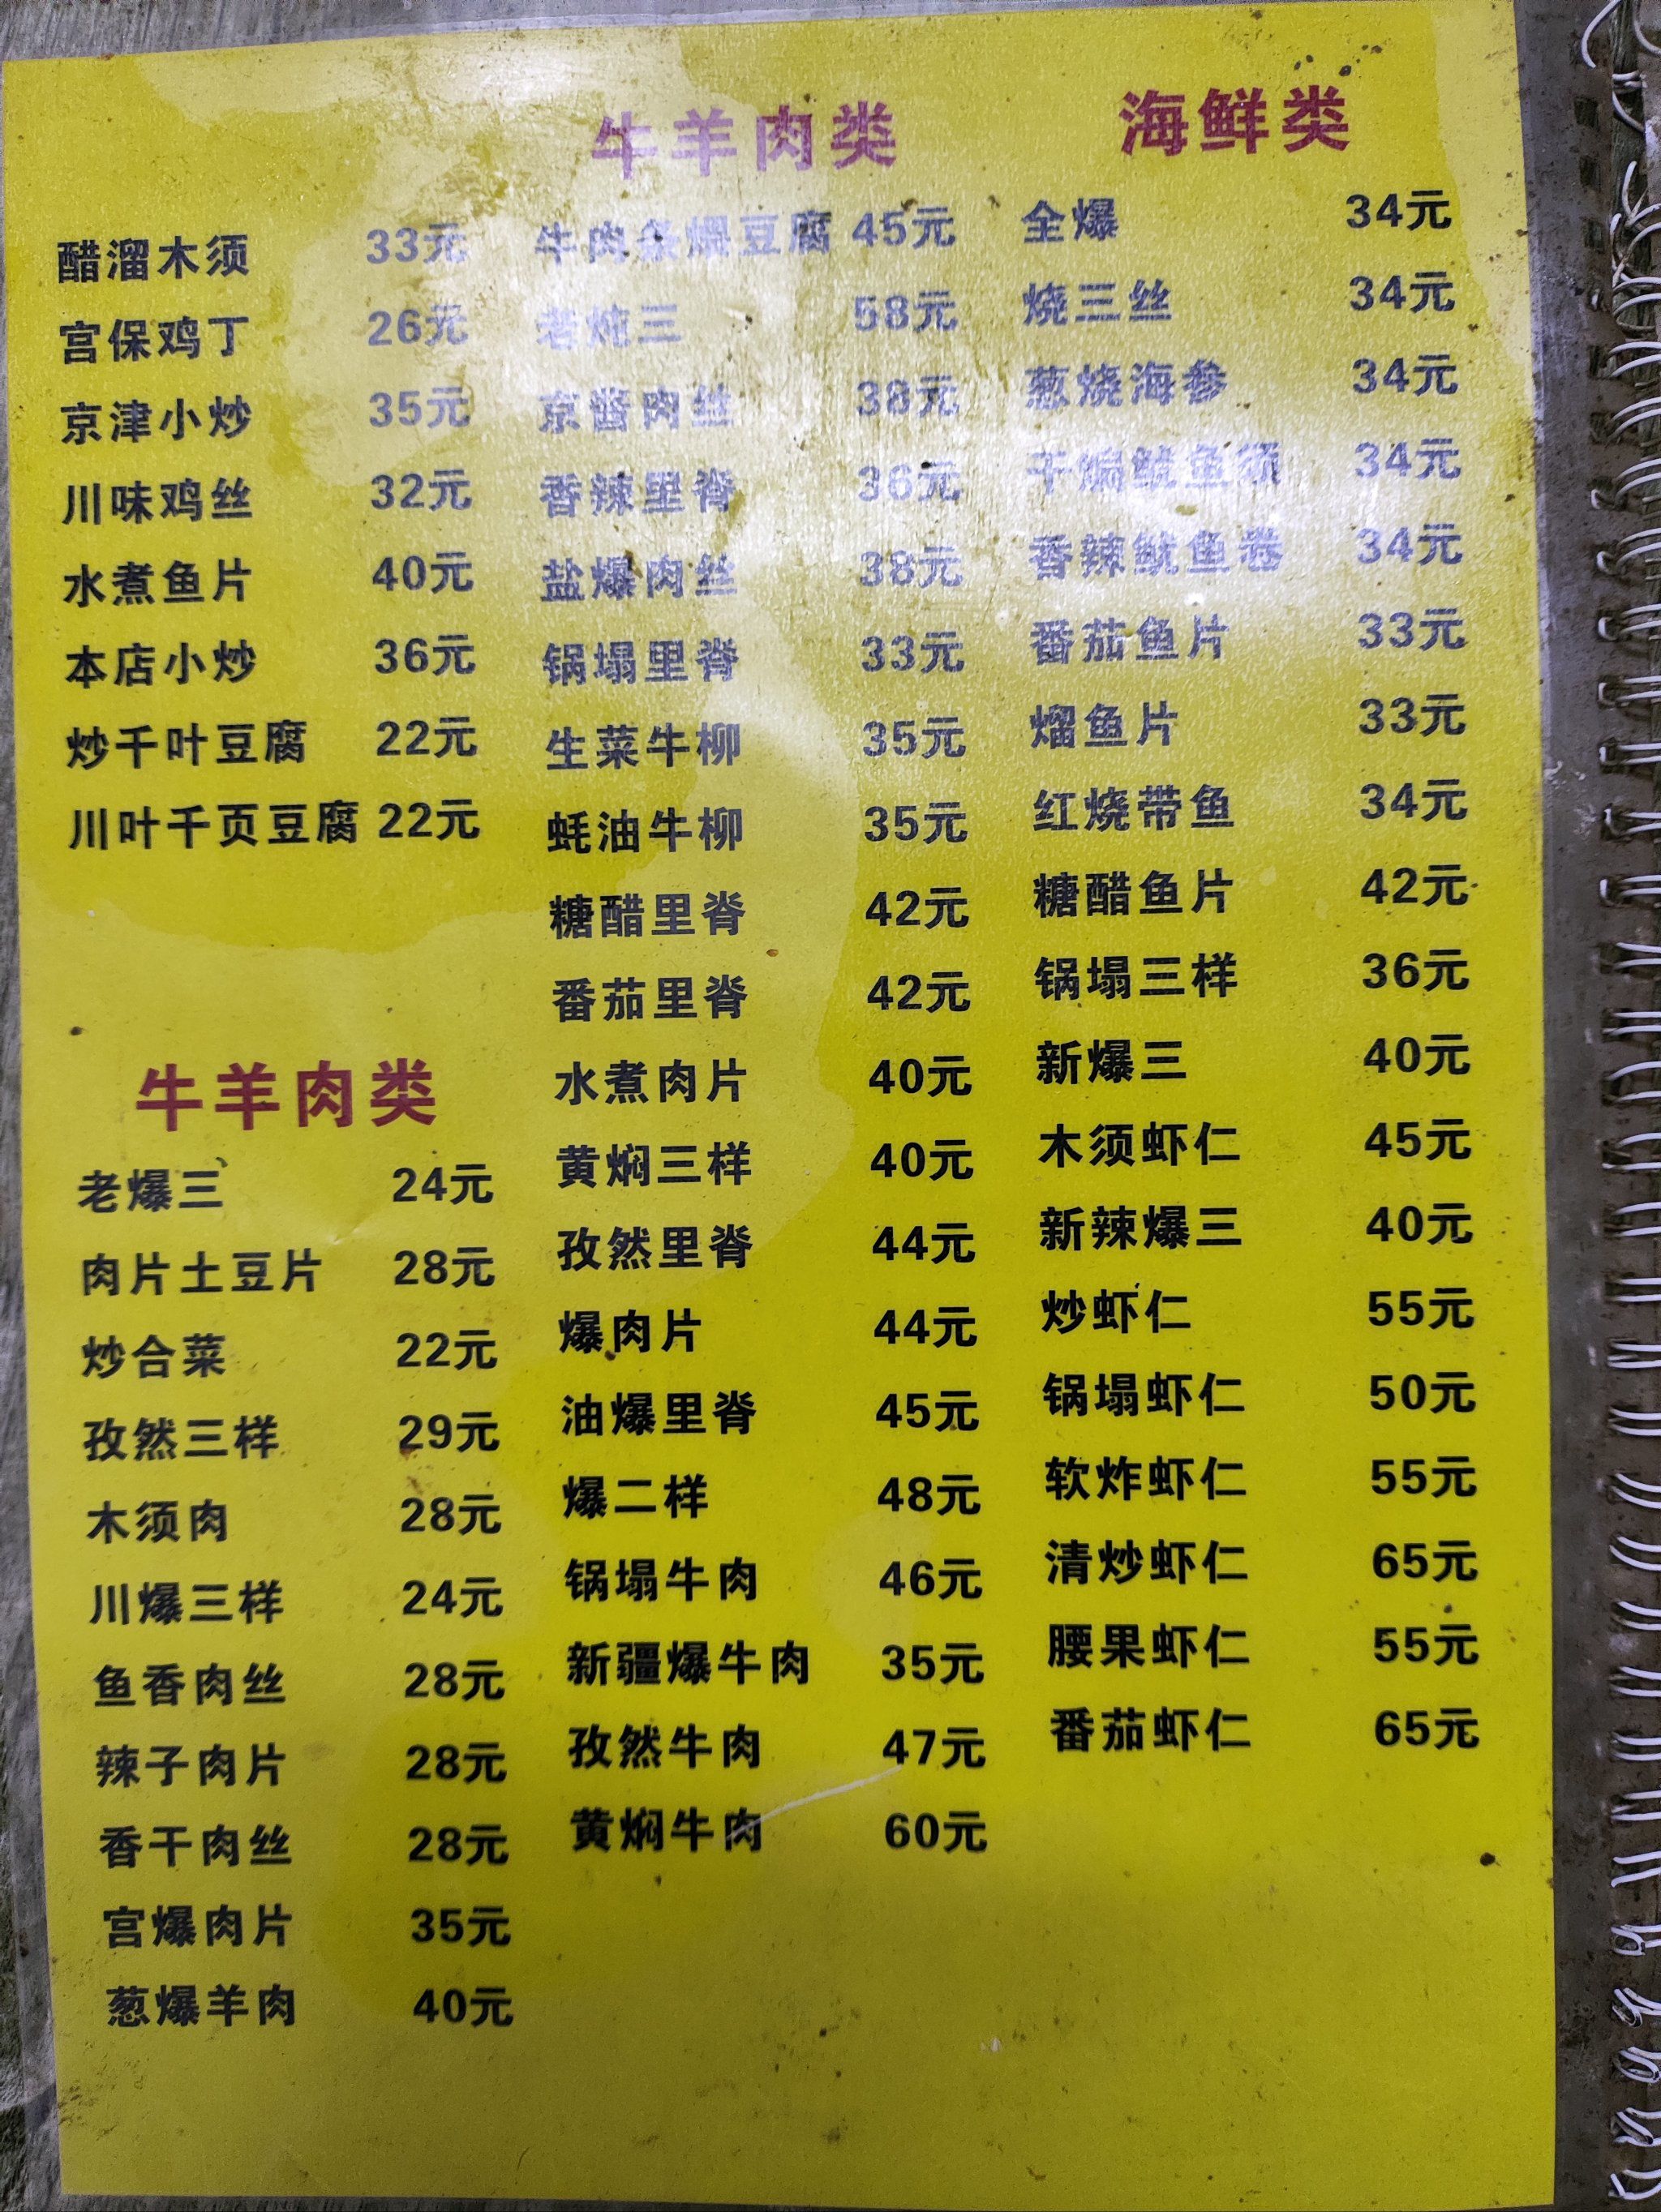 醋溜木须 33元
宫保鸡丁 26元
京津小炒 35元
川味鸡丝 32元
水煮鱼片 40元
本店小炒 36元
炒千叶豆腐 22元
川叶千页豆腐 22元
牛羊肉类
老爆三 24元
肉片土豆片 28元
炒合菜 22元
孜然三样 29元
木须肉 28元
川爆三样 24元
鱼香肉丝 28元
辣子肉片 28元
香干肉丝 28元
宫爆肉片 35元
葱爆羊肉 40元
牛羊肉类
牛肉条煨豆腐 45元
老炖三 58元
京酱肉丝 38元
香辣里脊 36元
盐爆肉丝 38元
锅塌里脊 33元
生菜牛柳 35元
蚝油牛柳 35元
糖醋里脊 42元
番茄里脊 42元
水煮肉片 40元
黄焖三样 40元
孜然里脊 44元
爆肉片 44元
油爆里脊 45元
爆二样 48元
锅塌牛肉 46元
新疆爆牛肉 35元
孜然牛肉 47元
黄焖牛肉 60元
海鲜类
全爆 34元
烧三丝 34元
葱烧海参 34元
干煸鱿鱼须 34元
香辣鱿鱼卷 34元
番茄鱼片 33元
熘鱼片 33元
红烧带鱼 34元
糖醋鱼片 42元
锅塌三样 36元
新爆三 40元
木须虾仁 45元
新辣爆三 40元
炒虾仁 55元
锅塌虾仁 50元
软炸虾仁 55元
清炒虾仁 65元
腰果虾仁 55元
番茄虾仁 65元